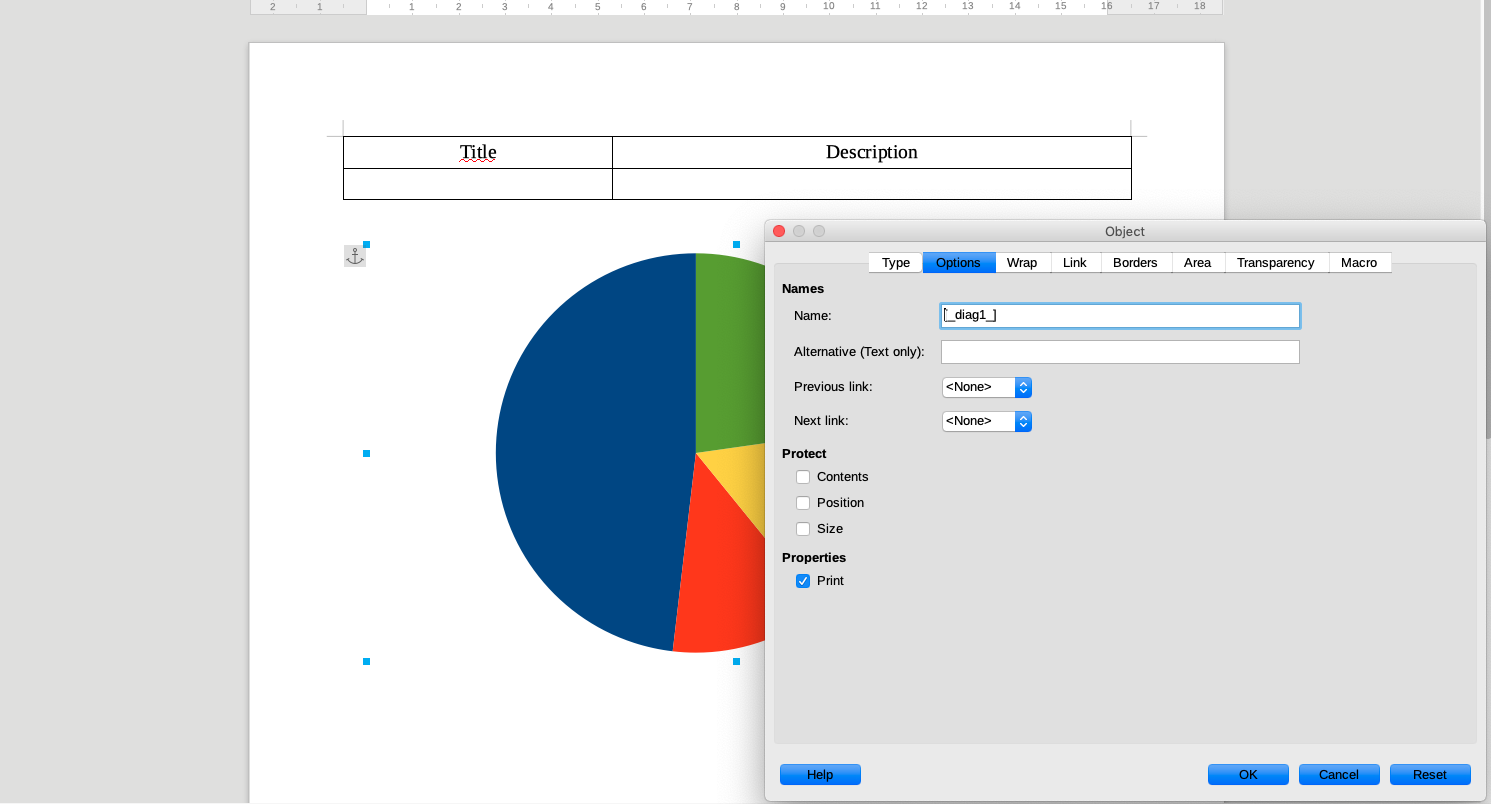 2 1 1 2 3 4 5 6 7 8 9 10 11 12 13 14 15 16 17 18
Title Description
Object
Type Options Wrap Link Borders Area Transparency Macro
Names
Name: [_diag1_]
Alternative (Text only):
Previous link: <None>
Next link: <None>
Protect
Contents
Position
Size
Properties
Print
Help OK Cancel Reset